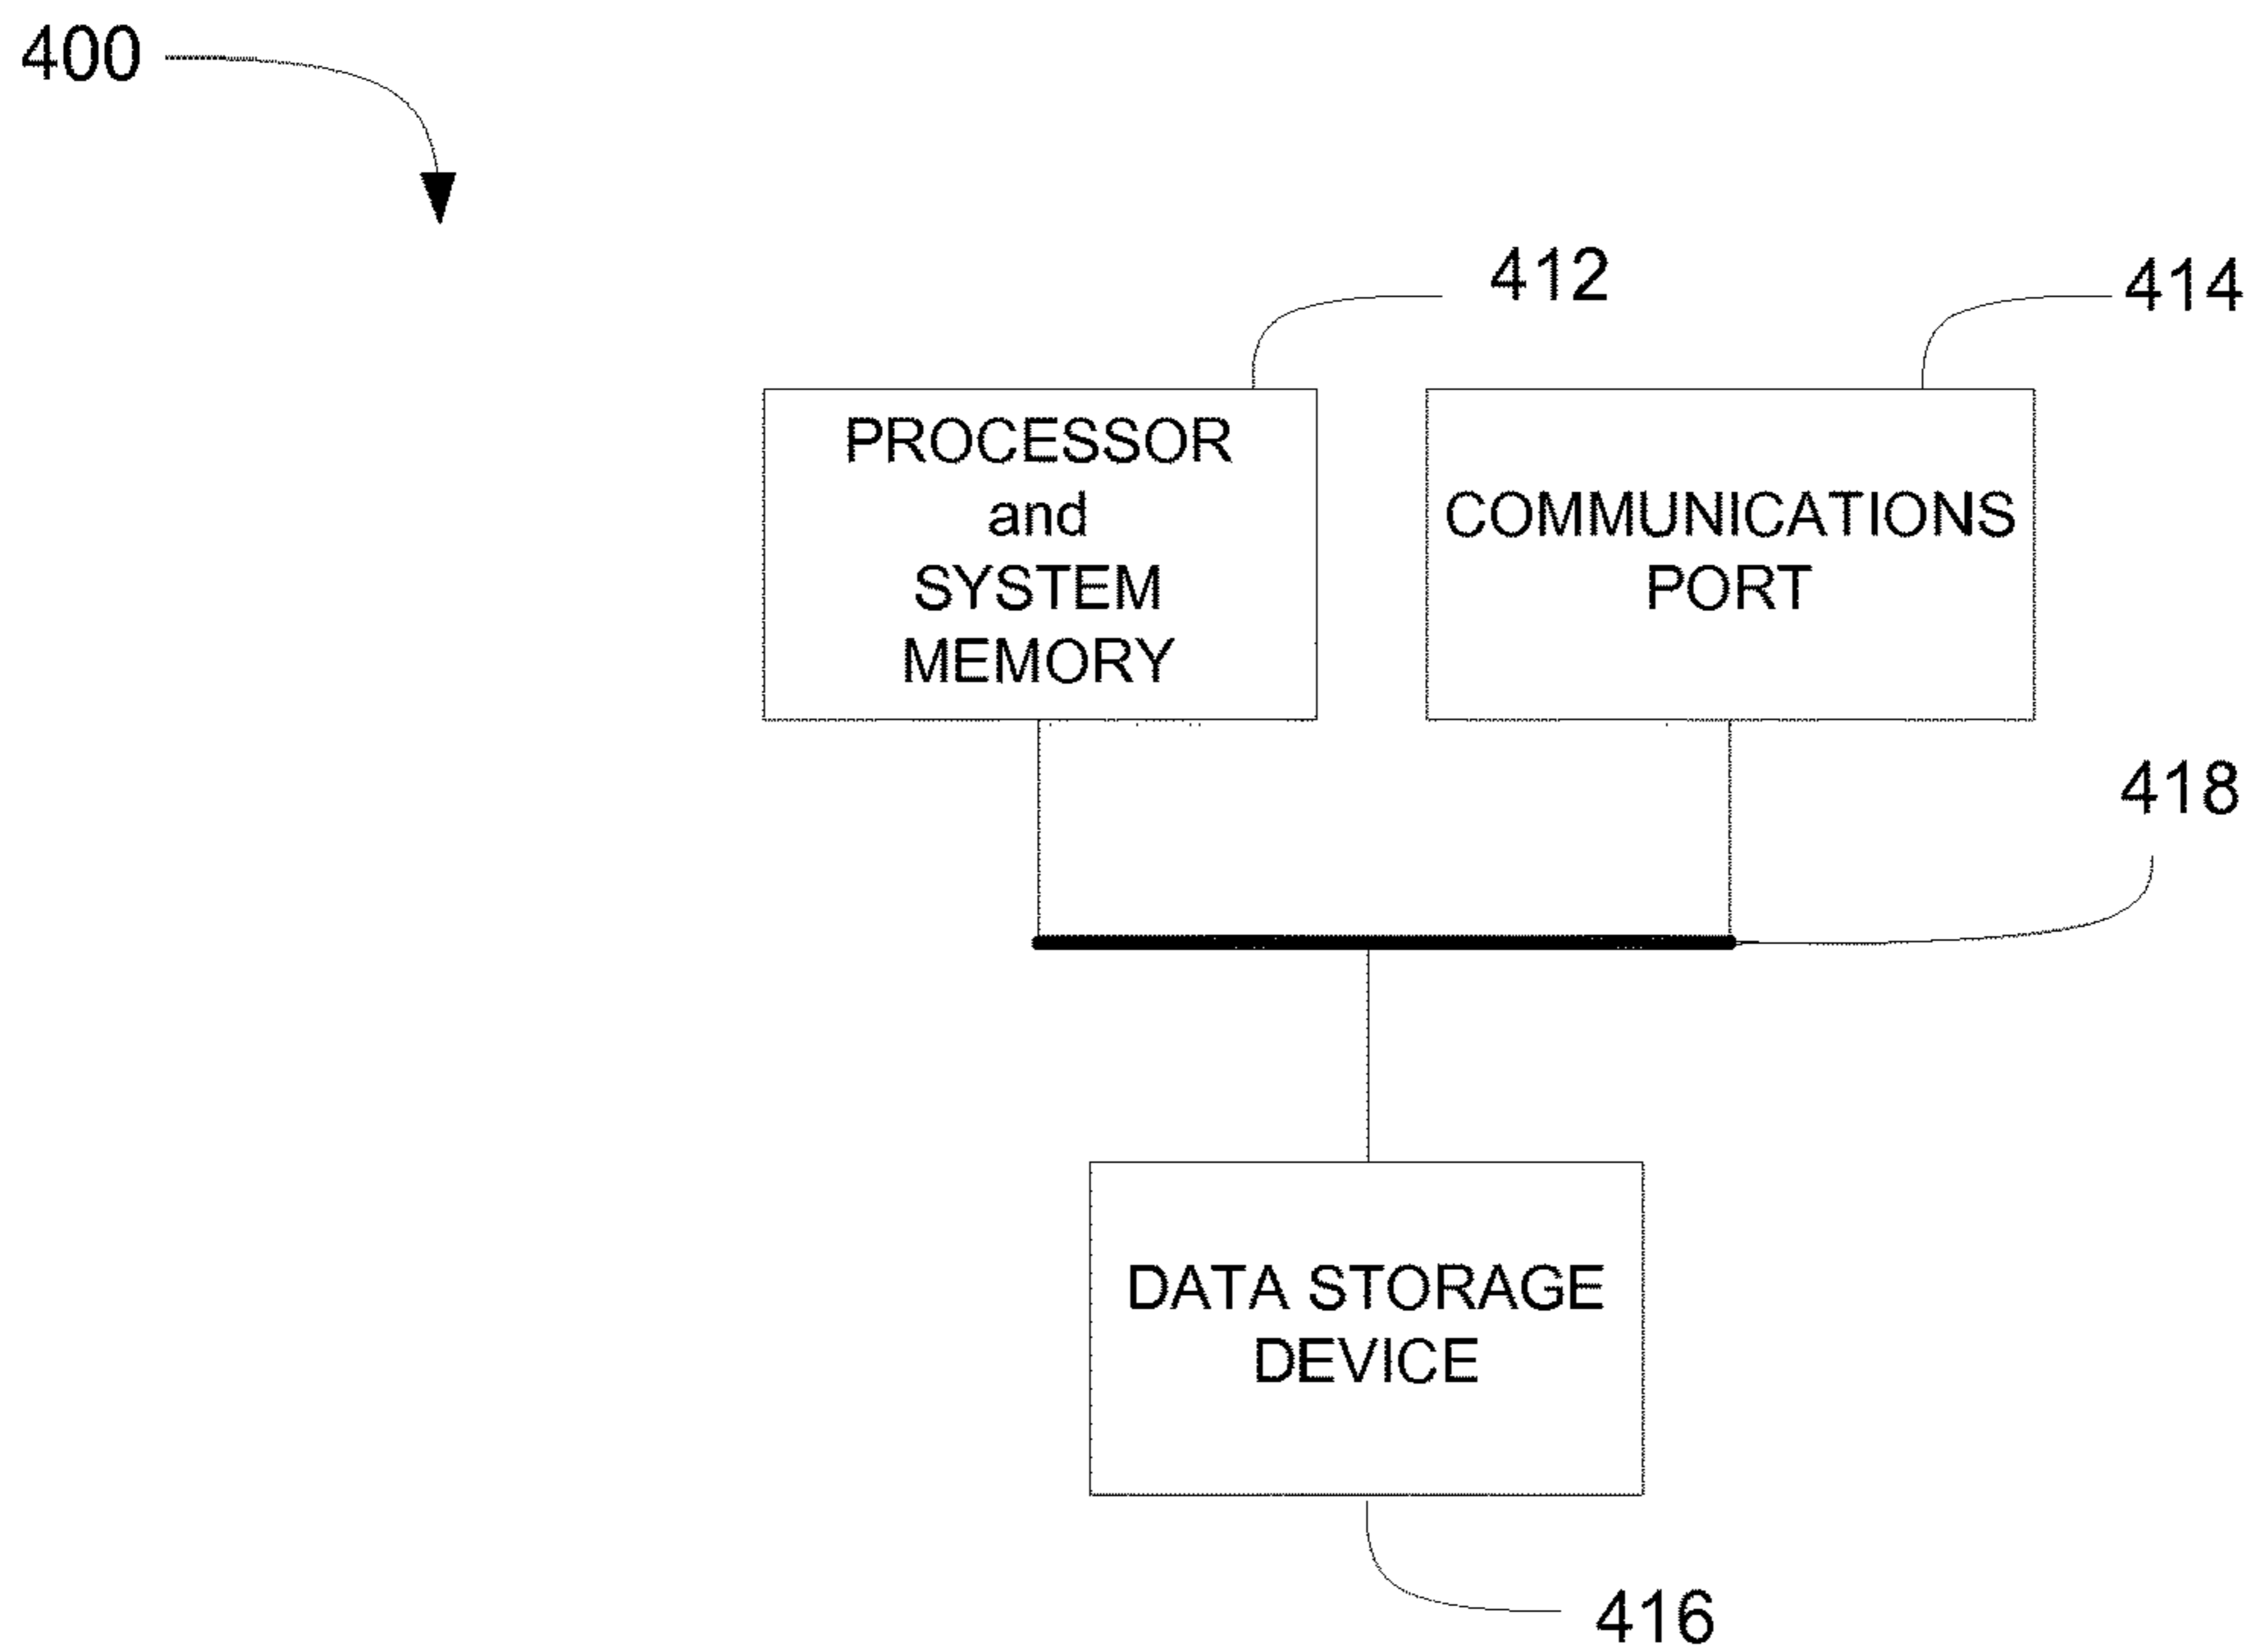 400
412
414
PROCESSOR
and
SYSTEM
MEMORY
COMMUNICATIONS
PORT
418
DATA STORAGE
DEVICE
416